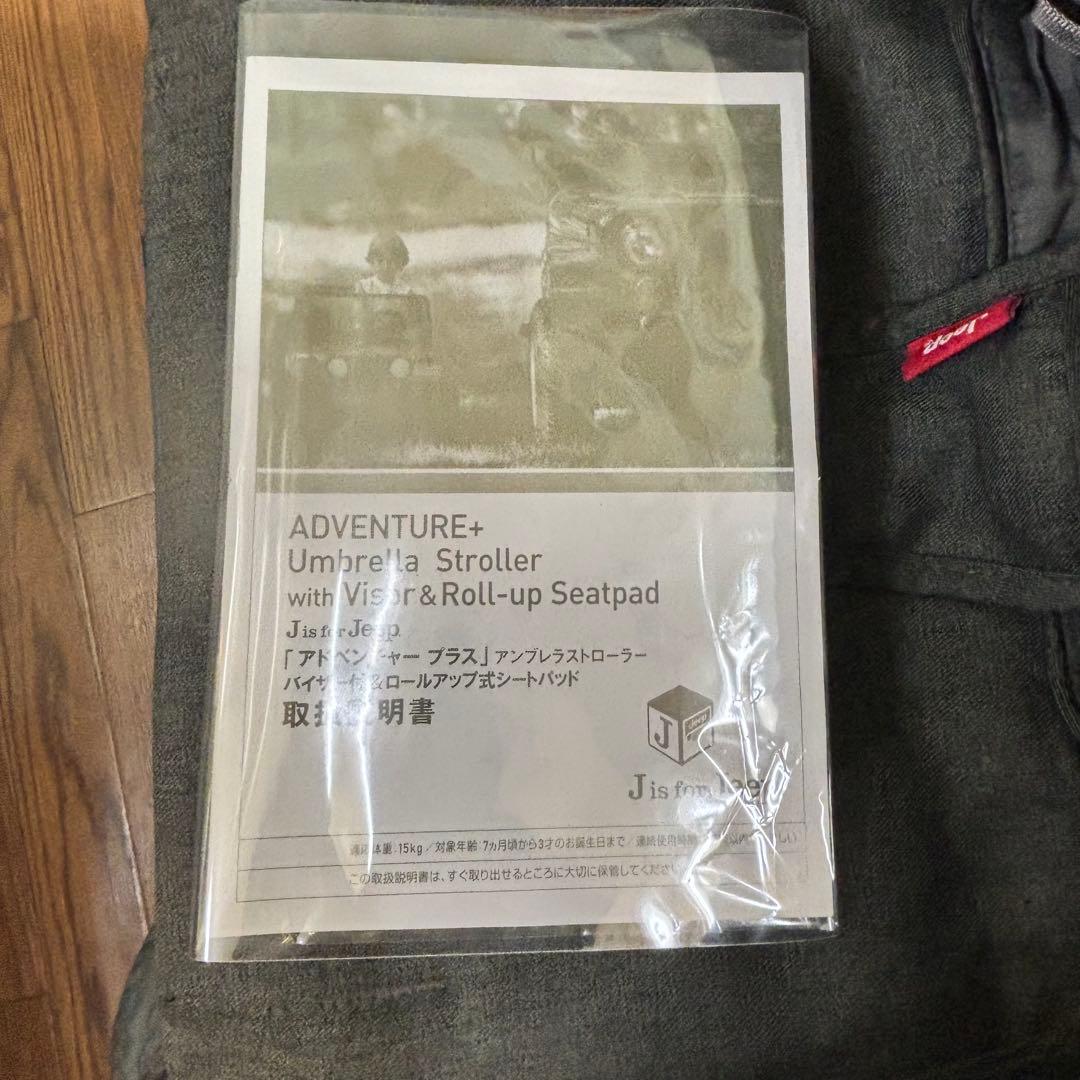 ADVENTURE+
Umbrella Stroller
with Visor & Roll-up Seatpad
J is for Jeep
「アドベンチャー プラス」アンブレラストローラー
バイザー付&ロールアップ式シートパッド
取扱説明書
Jeep
J
Jeep
J is for Jeep
適応体重:15kg/対象年齢:7ヵ月頃から3才のお誕生日まで/連続使用時間
この取扱説明書は、すぐ取り出せるところに大切に保管してください